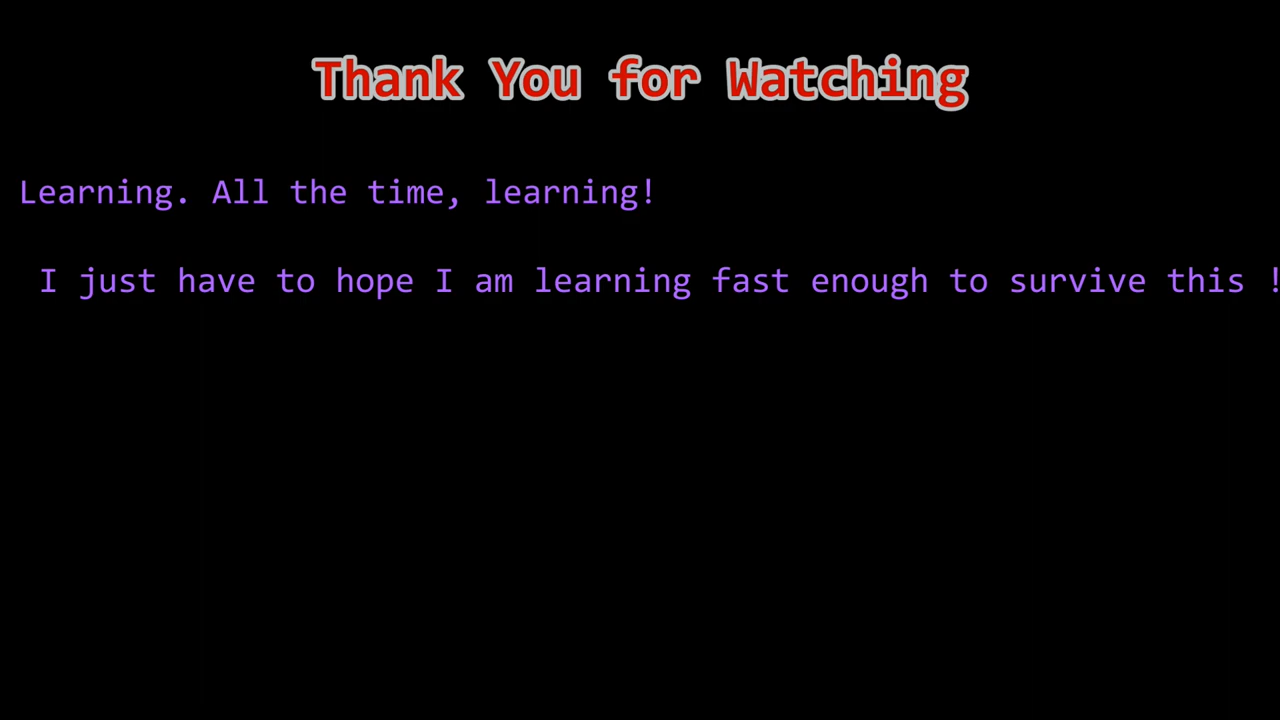 Thank You for Watching
Learning. All the time, learning!
I just have to hope I am learning fast enough to survive this !